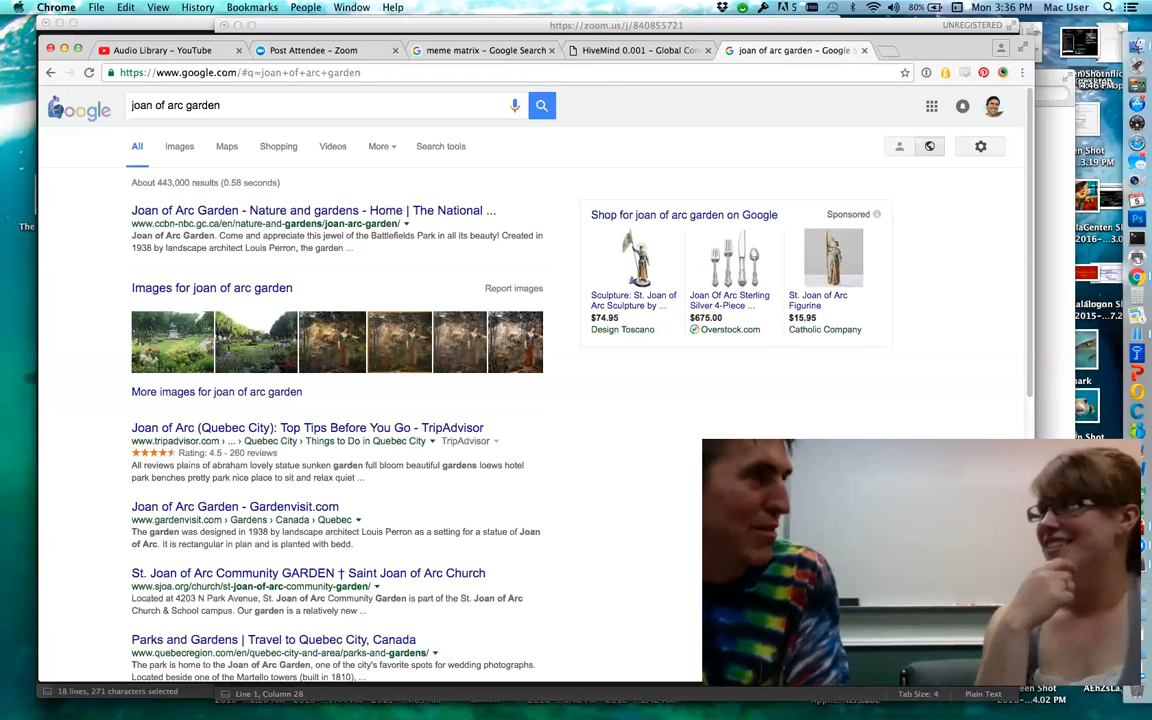 Chrome File Edit View History Bookmarks People Window Help
5 80% Mon 3:36 PM Mac User
https://zoom.us/j/840855721 UNREGISTERED
Audio Library - YouTube
Post Attendee - Zoom
meme matrix - Google Search
HiveMind 0.001 - Global Con
joan of arc garden - Google S
https://www.google.com/#q=joan+of+arc+garden
Google
joan of arc garden
All Images Maps Shopping Videos More Search tools
About 443,000 results (0.58 seconds)
Joan of Arc Garden - Nature and gardens - Home | The National ...
www.ccbn-nbc.gc.ca/en/nature-and-gardens/joan-arc-garden/
Joan of Arc Garden. Come and appreciate this jewel of the Battlefields Park in all its beauty! Created in
1938 by landscape architect Louis Perron, the garden ...
Images for joan of arc garden
Report images
More images for joan of arc garden
Joan of Arc (Quebec City): Top Tips Before You Go - TripAdvisor
www.tripadvisor.com › ... › Quebec City › Things to Do in Quebec City TripAdvisor
Rating: 4.5 - 260 reviews
All reviews plains of abraham lovely statue sunken garden full bloom beautiful gardens loews hotel
park benches pretty park nice place to sit and relax quiet ...
Joan of Arc Garden - Gardenvisit.com
www.gardenvisit.com › Gardens › Canada › Quebec
The garden was designed in 1938 by landscape architect Louis Perron as a setting for a statue of Joan
of Arc. It is rectangular in plan and is planted with bedd.
St. Joan of Arc Community GARDEN † Saint Joan of Arc Church
www.sjoa.org/church/st-joan-of-arc-community-garden/
Located at 4203 N Park Avenue, St. Joan of Arc Community Garden is part of the St. Joan of Arc
Church & School campus. Our garden is a relatively new ...
Parks and Gardens | Travel to Quebec City, Canada
www.quebecregion.com/en/quebec-city-and-area/parks-and-gardens/
The park is home to the Joan of Arc Garden, one of the city's favorite spots for wedding photographs.
Located beside one of the Martello towers (built in 1810), ...
Shop for joan of arc garden on Google
Sponsored
Sculpture: St. Joan of
Arc Sculpture by ...
$74.95
Design Toscano
Joan Of Arc Sterling
Silver 4-Piece ...
$675.00
Overstock.com
St. Joan of Arc
Figurine
$15.95
Catholic Company
18 lines, 271 characters selected
Line 1, Column 28
Tab Size: 4
Plain Text
een Shot
4.02 PM